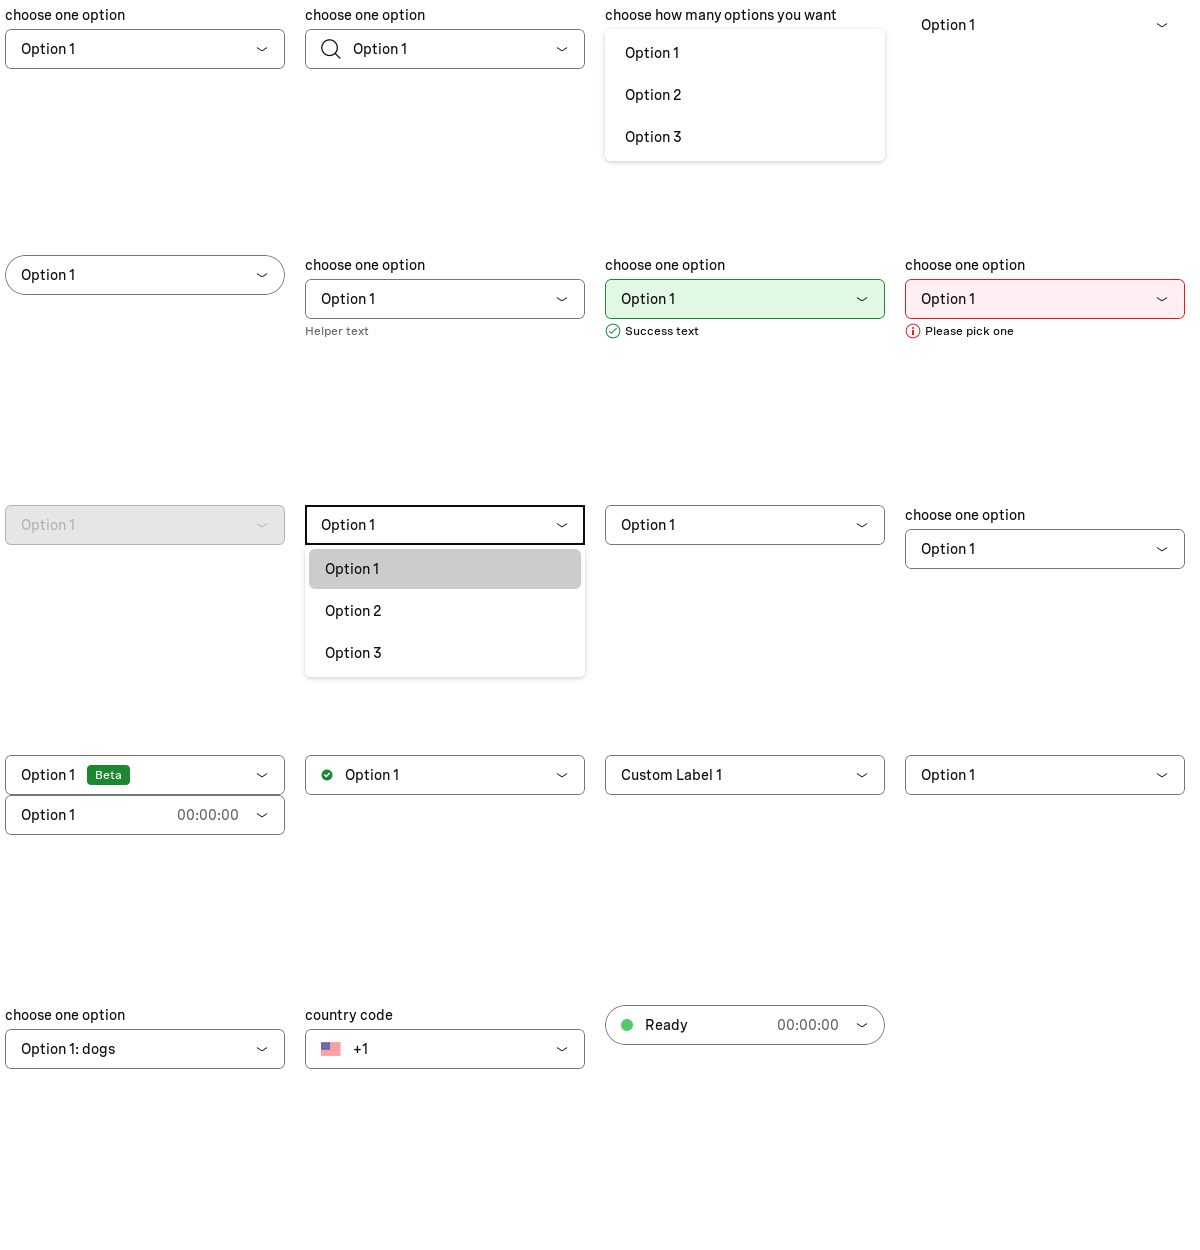 choose one option
Option 1
choose one option
Option 1
choose how many options you want
Option 1
Option 2
Option 3
Option 1
Option 1
choose one option
Option 1
Helper text
choose one option
Option 1
Success text
choose one option
Option 1
Please pick one
Option 1
Option 1
Option 1
Option 2
Option 3
Option 1
choose one option
Option 1
Option 1 Beta
Option 1 00:00:00
Option 1
Custom Label 1
Option 1
choose one option
Option 1: dogs
country code
+1
Ready 00:00:00